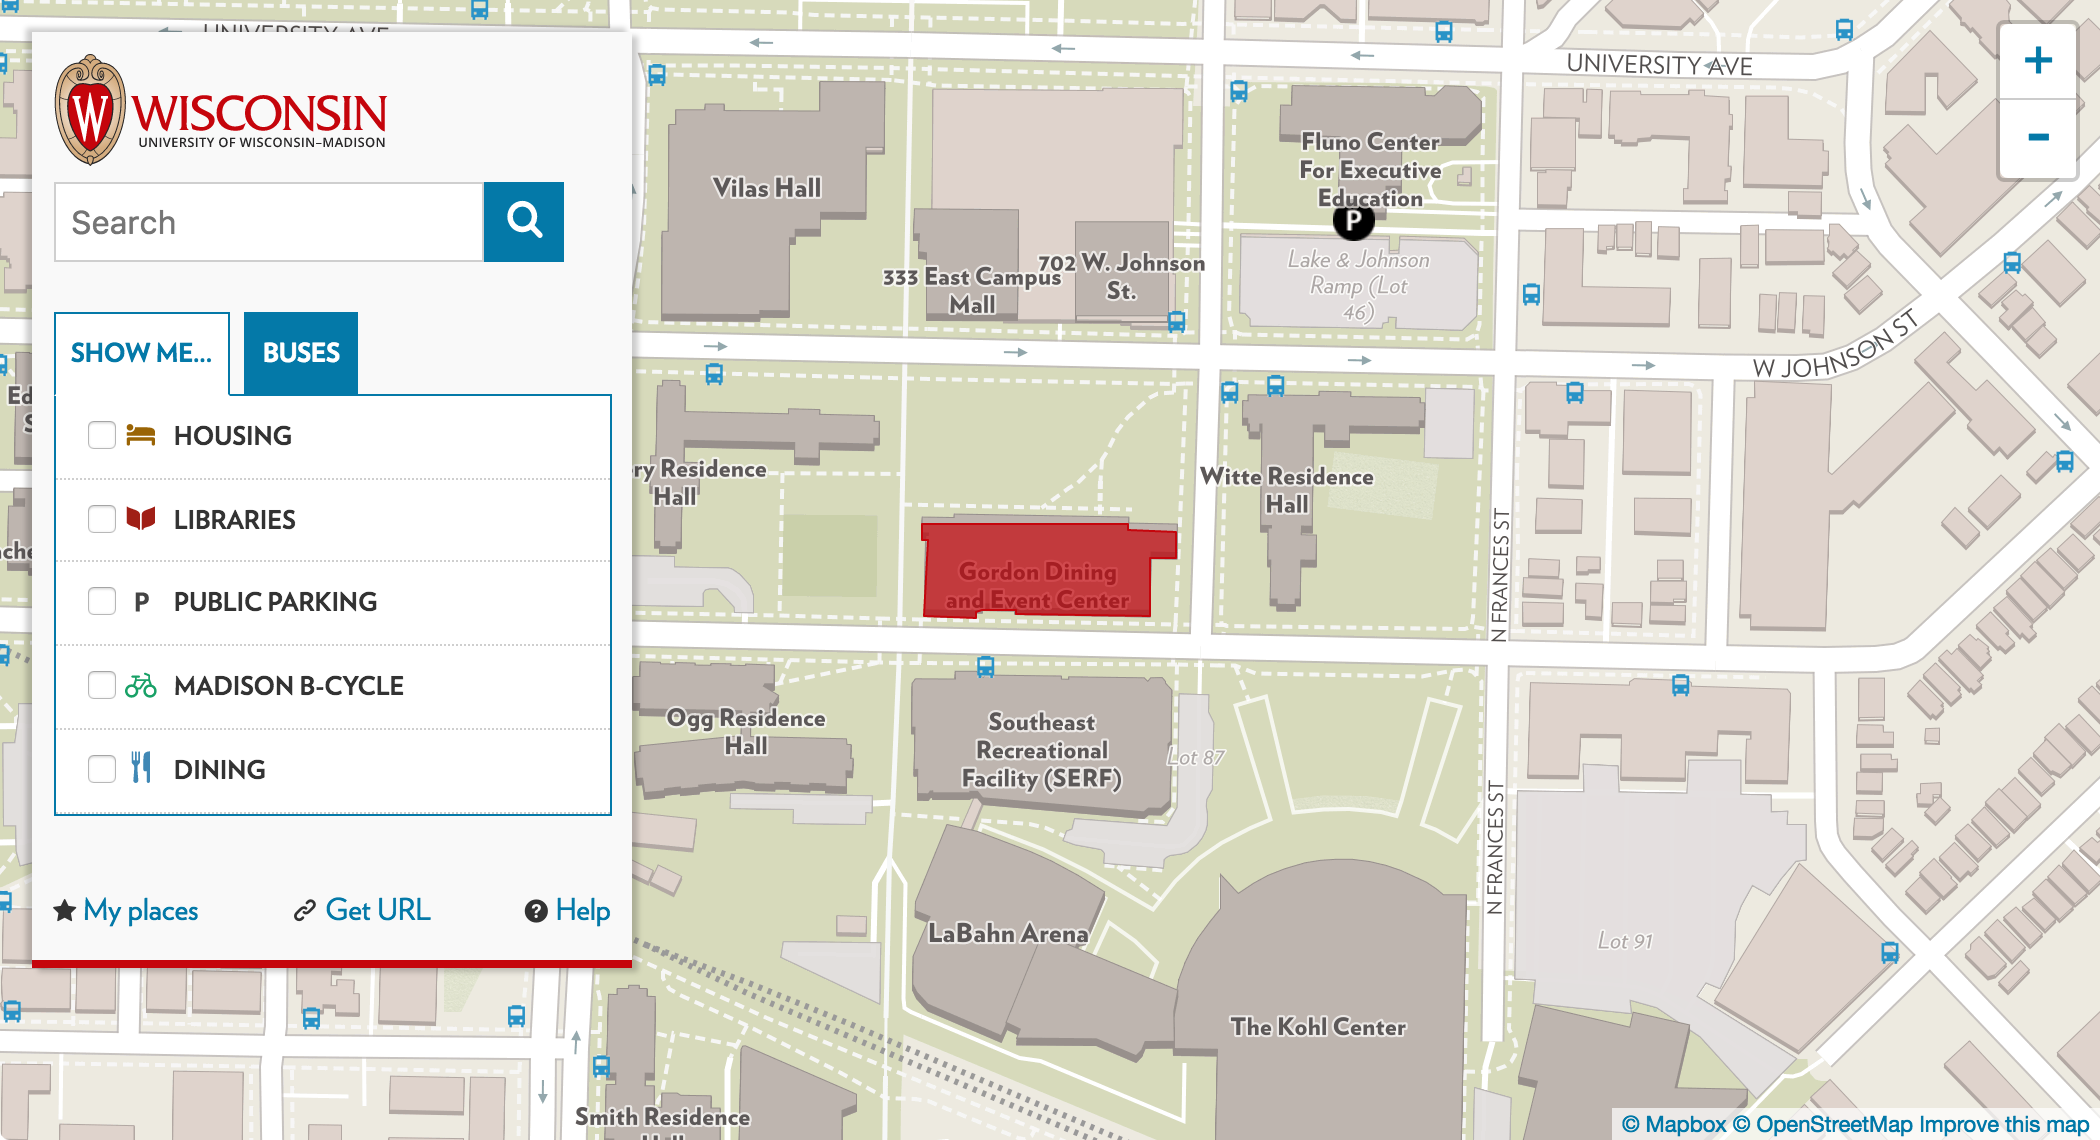 UNIVERSITY AVE
W
WISCONSIN
UNIVERSITY OF WISCONSIN–MADISON
Search
SHOW ME...
BUSES
HOUSING
LIBRARIES
P PUBLIC PARKING
MADISON B-CYCLE
DINING
My places
Get URL
? Help
+
−
UNIVERSITY AVE
Vilas Hall
Fluno Center
For Executive
Education
P
333 East Campus
Mall
702 W. Johnson
St.
Lake & Johnson
Ramp (Lot
46)
W JOHNSON ST
ry Residence
Hall
Witte Residence
Hall
Gordon Dining
and Event Center
N FRANCES ST
Ogg Residence
Hall
Southeast
Recreational
Facility (SERF)
Lot 87
N FRANCES ST
LaBahn Arena
Lot 91
The Kohl Center
Smith Residence
Hall
© Mapbox © OpenStreetMap Improve this map